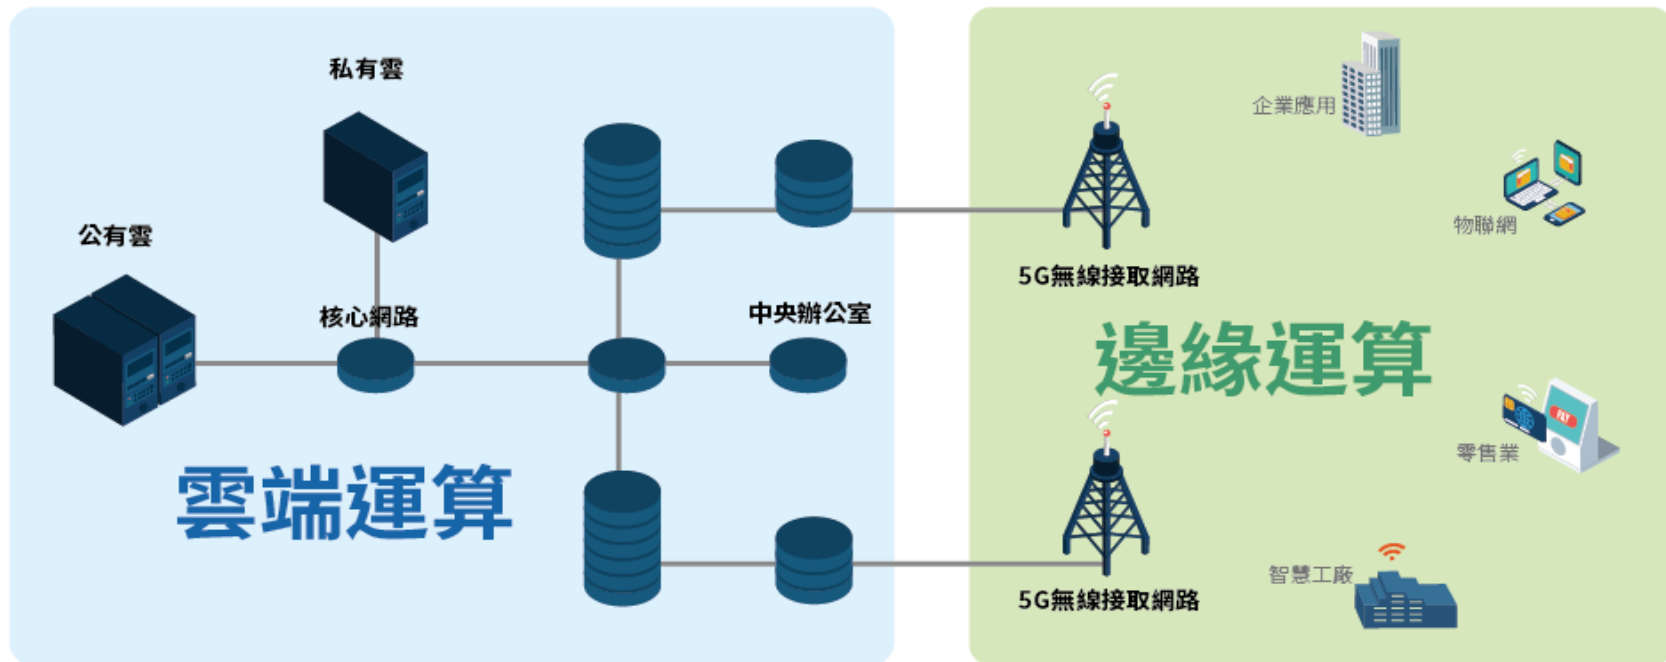 私有雲
公有雲
核心網路
中央辦公室
雲端運算
企業應用
物聯網
5G無線接取網路
邊緣運算
零售業
智慧工廠
5G無線接取網路